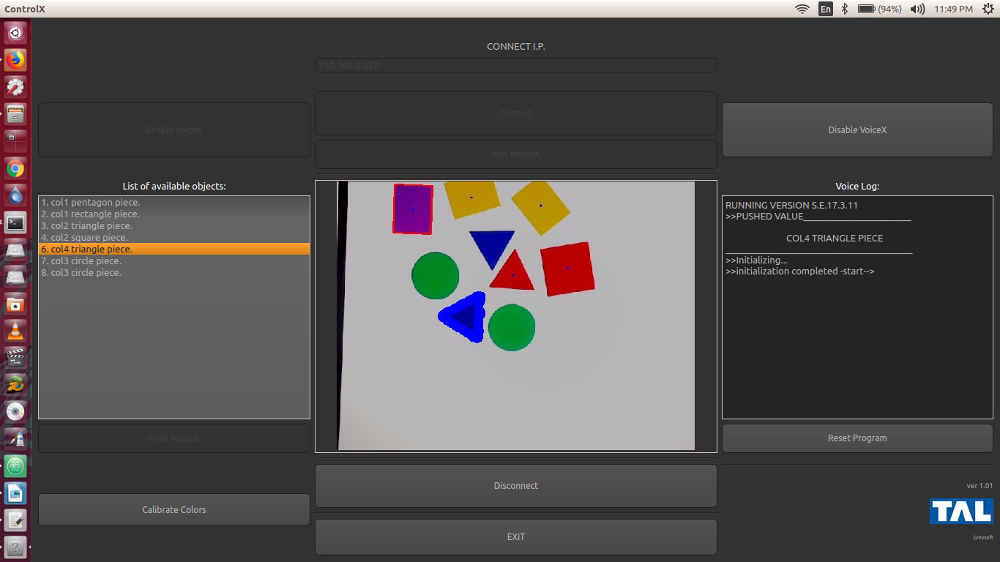 ControlX
En
(94%)
11:49 PM
CONNECT I.P.
192.168.0.250
Enable VoiceX
Connect
Run ImageX
Disable VoiceX
List of available objects:
1. col1 pentagon piece.
2. col1 rectangle piece.
3. col2 triangle piece.
4. col2 square piece.
6. col4 triangle piece.
7. col3 circle piece.
8. col3 circle piece.
Push Manual
Calibrate Colors
Disconnect
EXIT
Voice Log:
RUNNING VERSION S.E.17.3.11
>>PUSHED VALUE______________________
COL4 TRIANGLE PIECE
______________________________________
>>Initializing...
>>initialization completed -start-->
Reset Program
ver 1.01
TAL
Greysoft